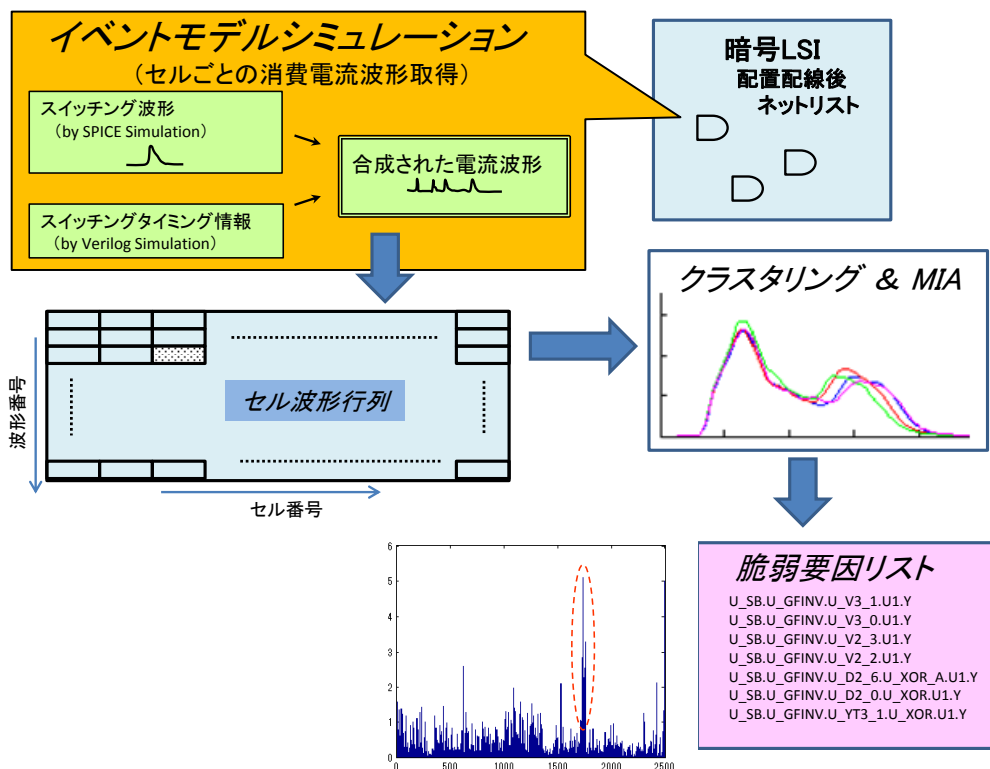 イベントモデルシミュレーション
(セルごとの消費電流波形取得)
スイッチング波形
(by SPICE Simulation)
合成された電流波形
スイッチングタイミング情報
(by Verilog Simulation)
暗号LSI
配置配線後
ネットリスト
クラスタリング & MIA
波形番号
セル波形行列
セル番号
6
5
4
3
2
1
0
0 500 1000 1500 2000 2500
脆弱要因リスト
U_SB.U_GFINV.U_V3_1.U1.Y
U_SB.U_GFINV.U_V3_0.U1.Y
U_SB.U_GFINV.U_V2_3.U1.Y
U_SB.U_GFINV.U_V2_2.U1.Y
U_SB.U_GFINV.U_D2_6.U_XOR_A.U1.Y
U_SB.U_GFINV.U_D2_0.U_XOR.U1.Y
U_SB.U_GFINV.U_YT3_1.U_XOR.U1.Y